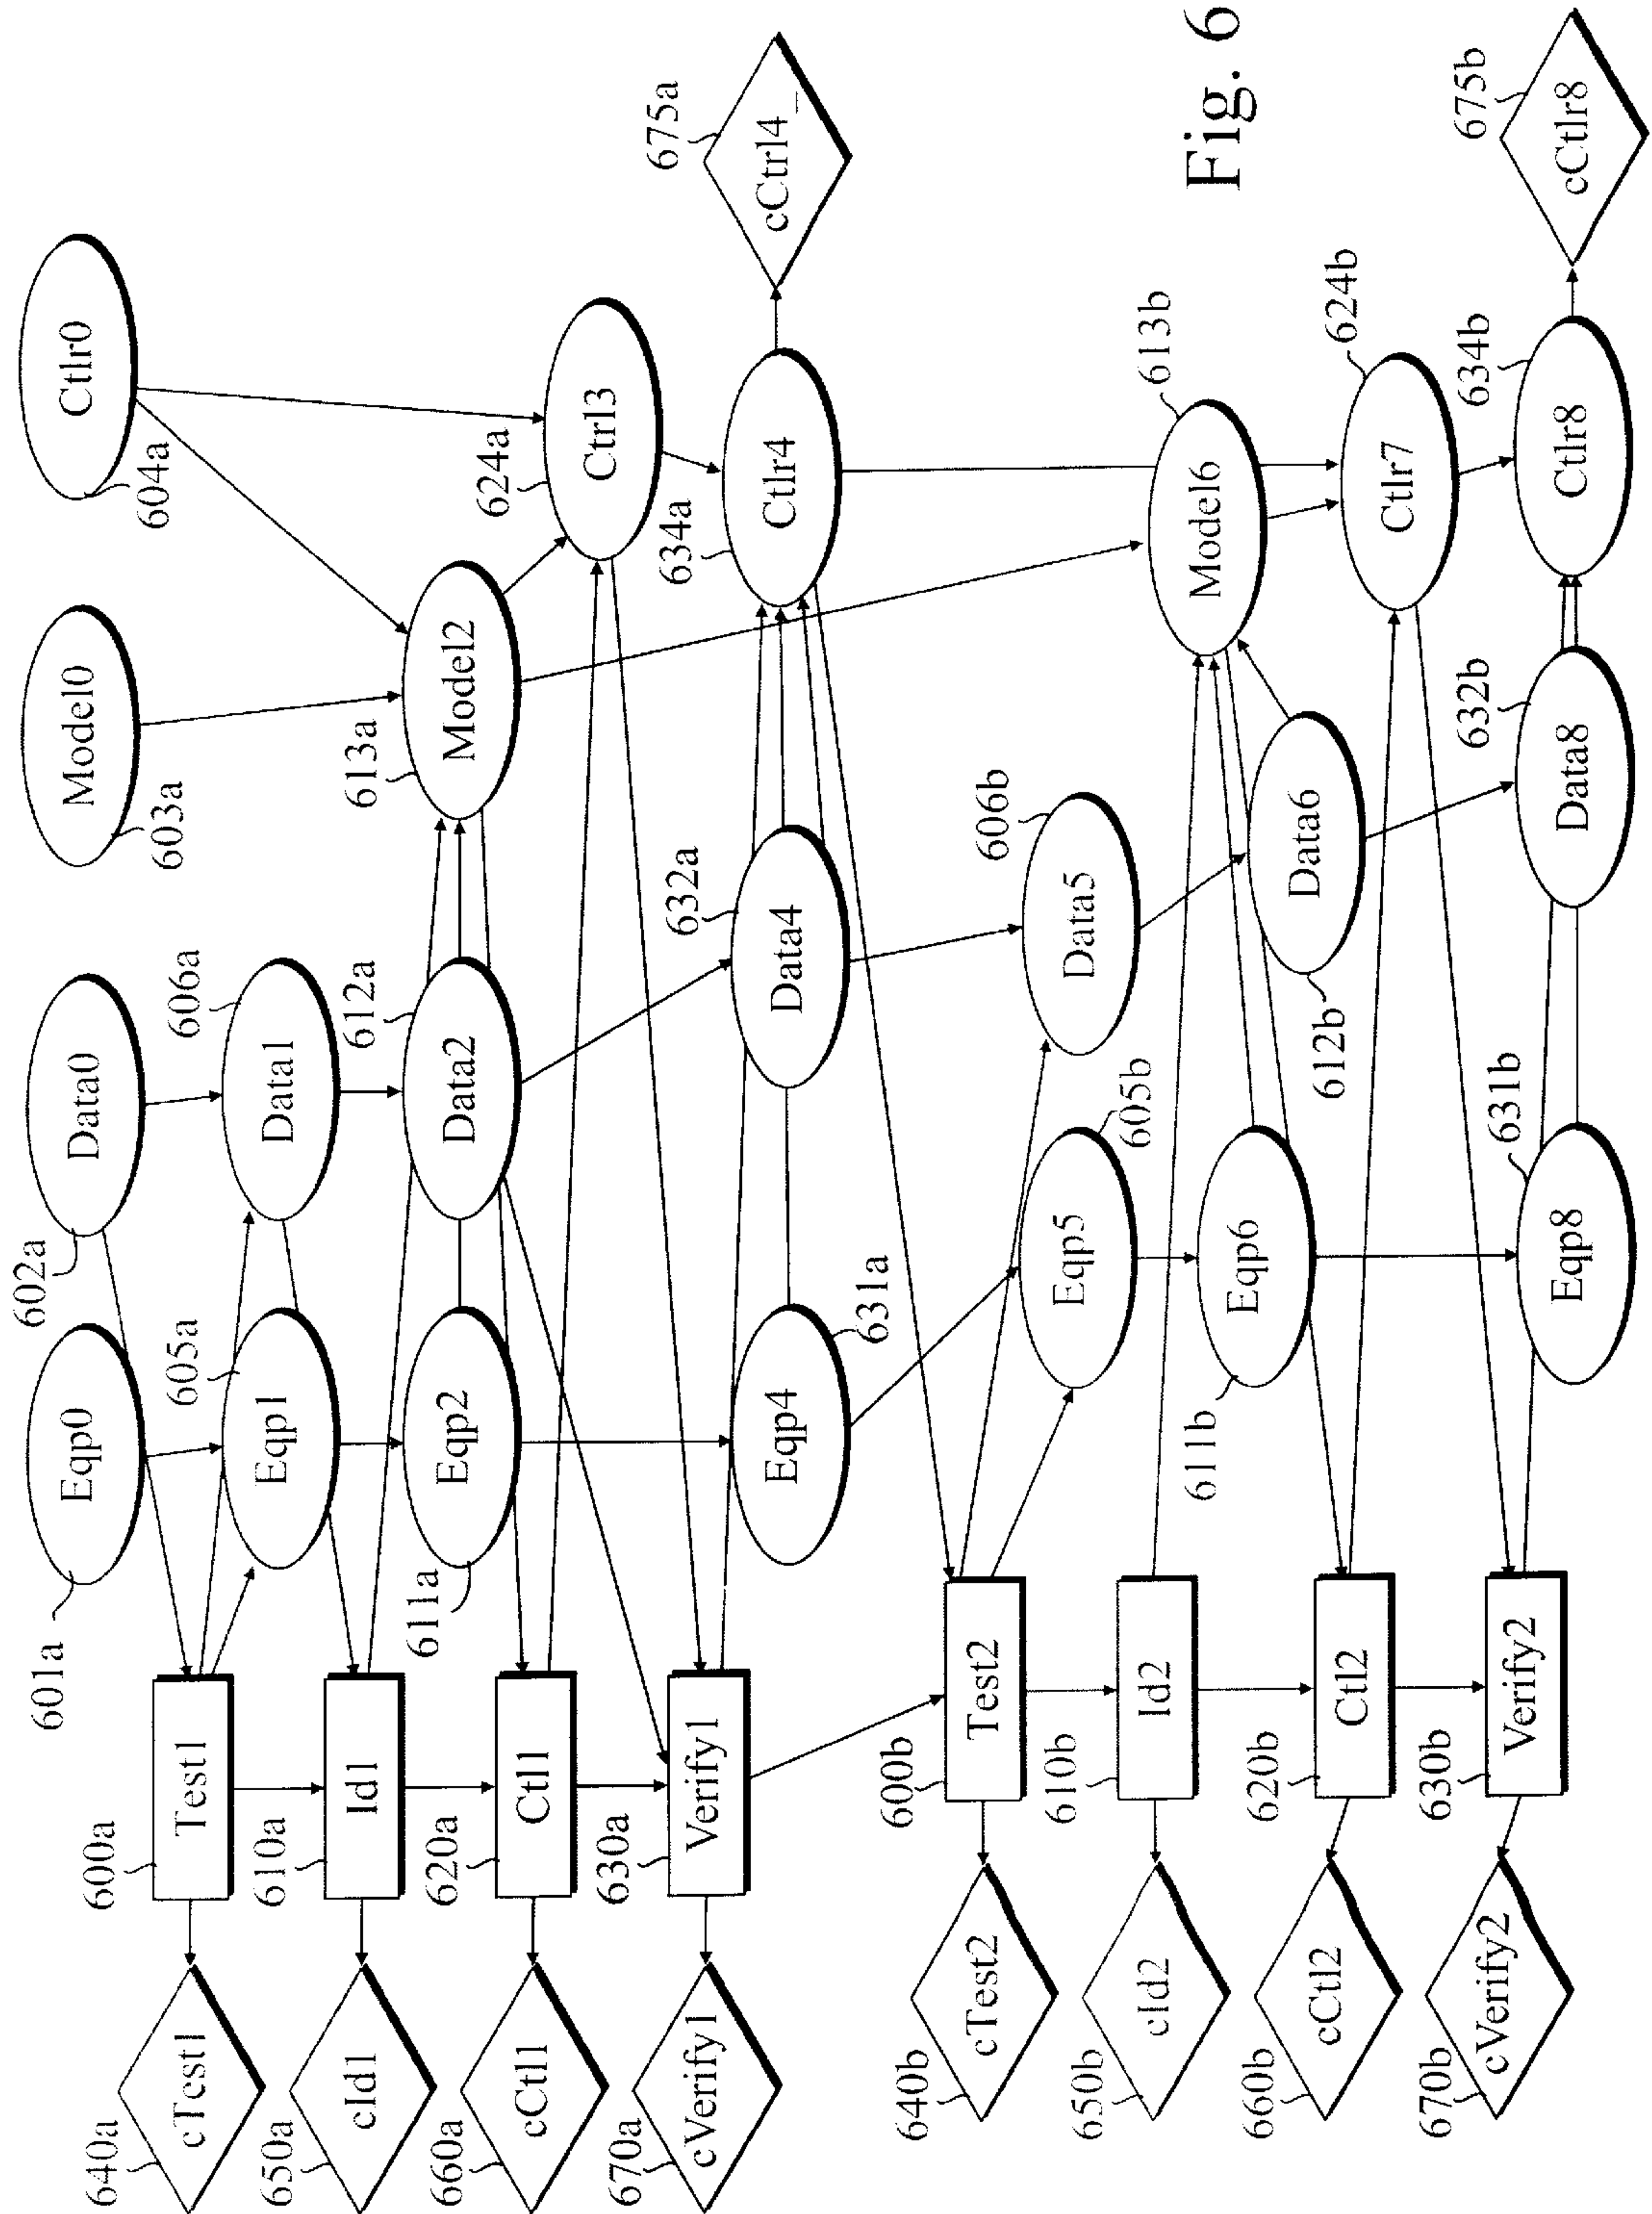 640a
cTest1
600a
Test1
601a
Eqp0
602a
Data0
603a
Model0
604a
Ctlr0
605a
Eqp1
606a
Data1
650a
cId1
610a
Id1
611a
Eqp2
612a
Data2
613a
Model2
660a
cCtl1
620a
Ctl1
624a
Ctrl3
670a
cVerify1
630a
Verify1
631a
Eqp4
632a
Data4
634a
Ctlr4
675a
cCtrl4_
640b
cTest2
600b
Test2
605b
Eqp5
606b
Data5
650b
cId2
610b
Id2
611b
Eqp6
612b
Data6
613b
Model6
Fig. 6
660b
cCtl2
620b
Ctl2
624b
Ctlr7
670b
cVerify2
630b
Verify2
631b
Eqp8
632b
Data8
634b
Ctlr8
675b
cCtlr8